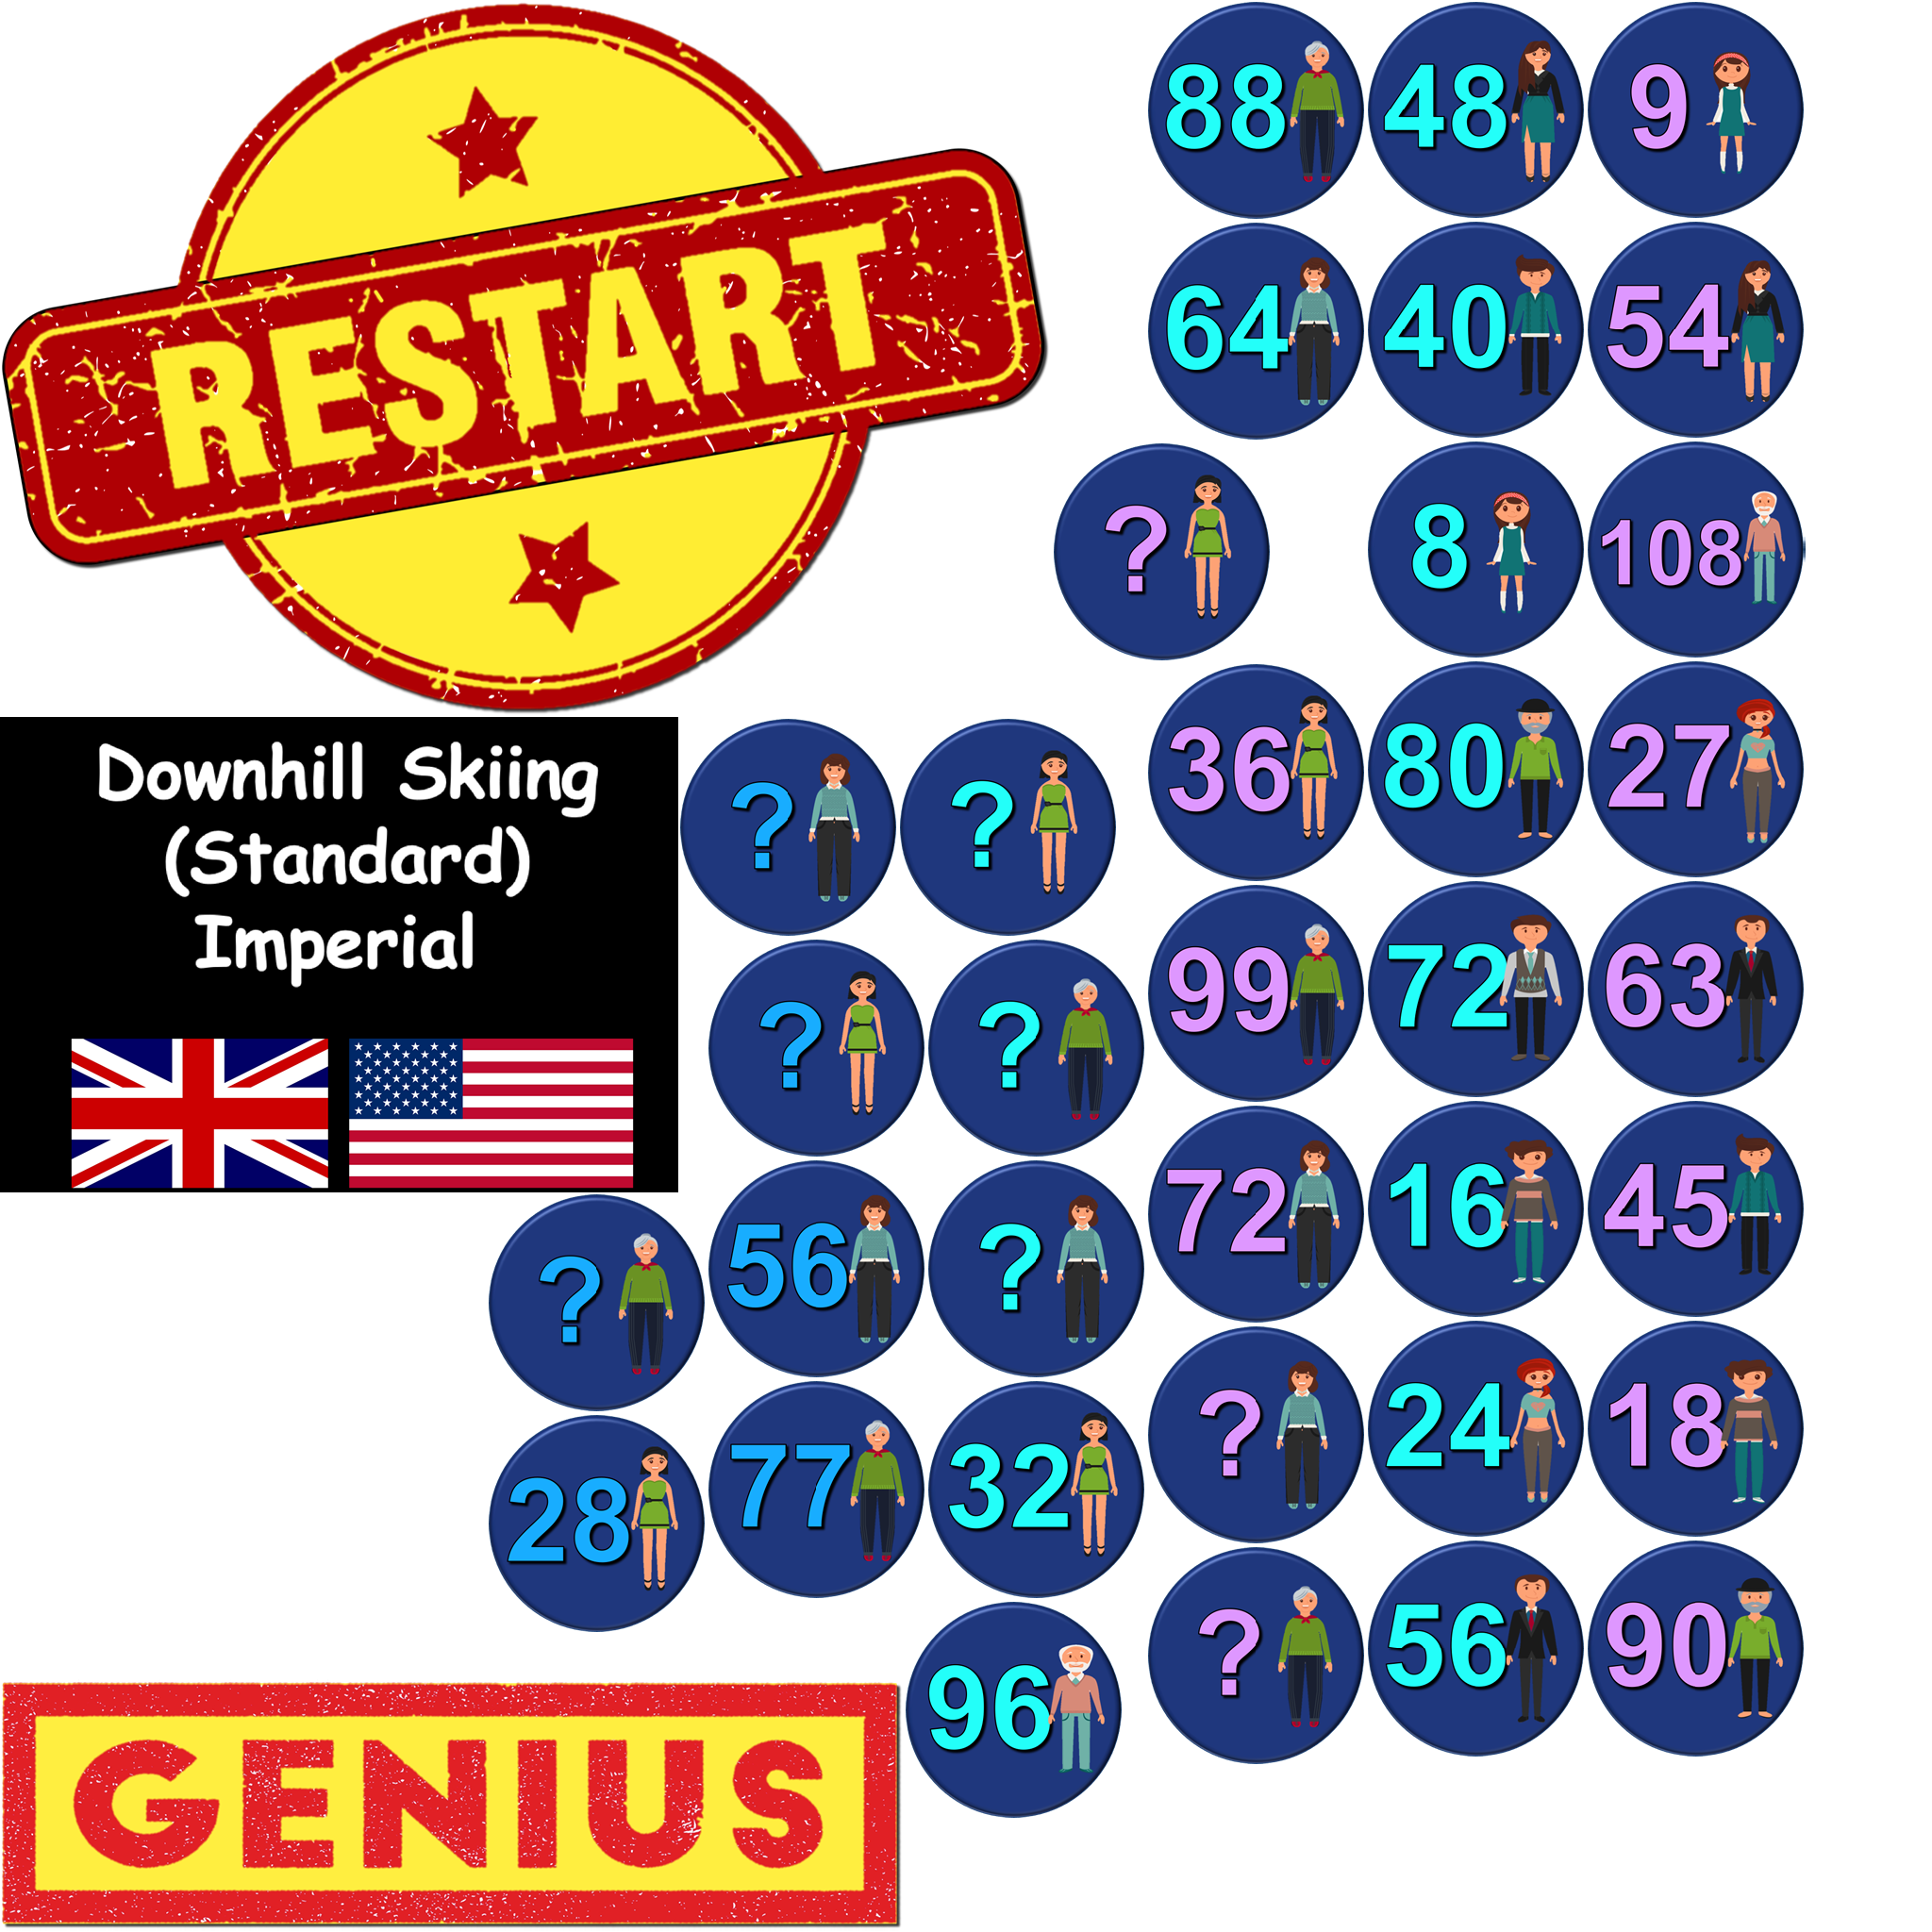 RESTART
88 48 9
64 40 54
? 8 108
Downhill Skiing
(Standard)
Imperial
? ? 36 80 27
? ? 99 72 63
? 56 ? 72 16 45
28 77 32 ? 24 18
96 ? 56 90
GENIUS